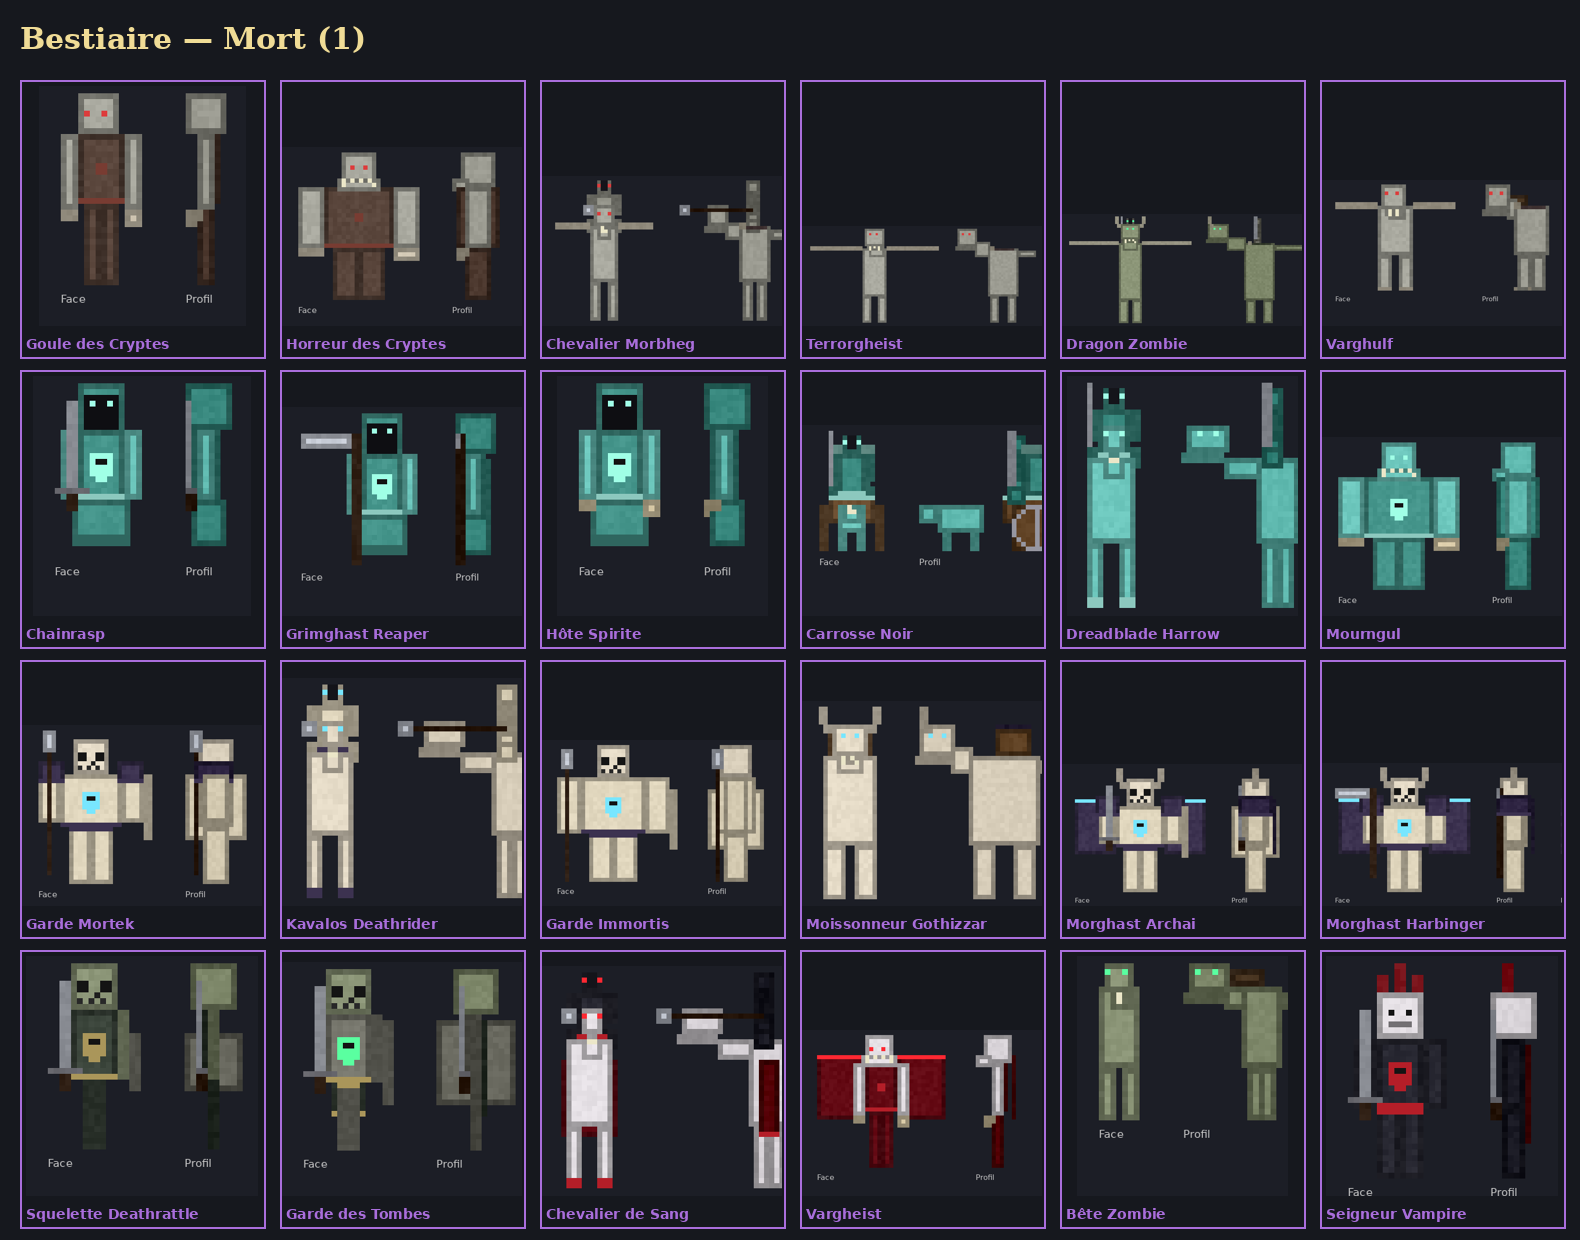 Bestiaire — Mort (1)
Face Profil
Goule des Cryptes
Face Profil
Horreur des Cryptes
Chevalier Morbheg
Terrorgheist
Dragon Zombie
Face Profil
Varghulf
Face Profil
Chainrasp
Face Profil
Grimghast Reaper
Face Profil
Hôte Spirite
Face Profil
Carrosse Noir
Dreadblade Harrow
Face Profil
Mourngul
Face Profil
Garde Mortek
Kavalos Deathrider
Face Profil
Garde Immortis
Moissonneur Gothizzar
Face Profil
Morghast Archai
Face Profil
Morghast Harbinger
Face Profil
Squelette Deathrattle
Face Profil
Garde des Tombes
Chevalier de Sang
Face Profil
Vargheist
Face Profil
Bête Zombie
Face Profil
Seigneur Vampire